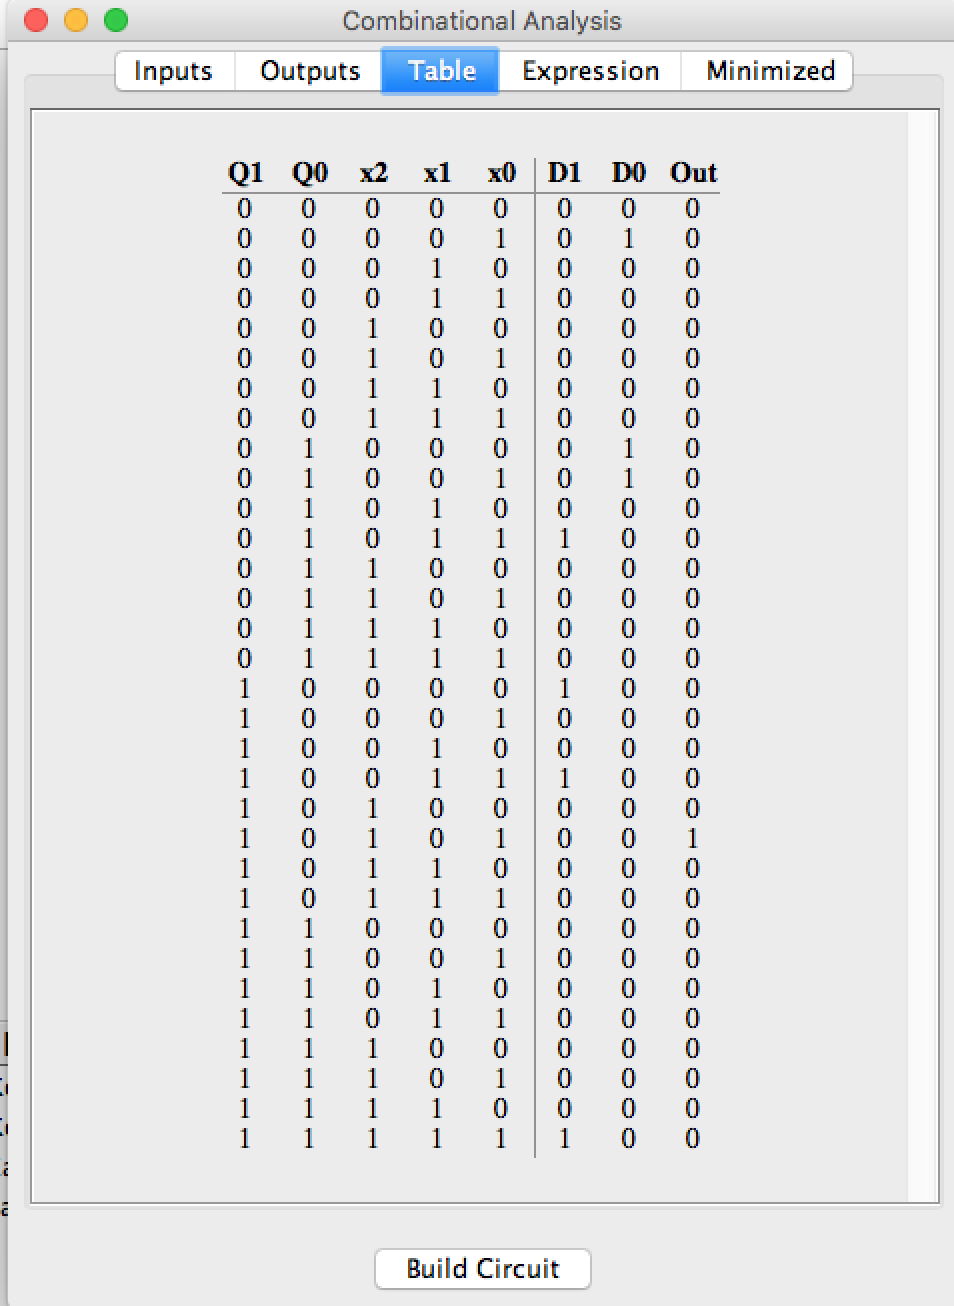 Combinational Analysis
Inputs Outputs Table Expression Minimized
Q1 Q0 x2 x1 x0 D1 D0 Out
0 0 0 0 0 0 0 0
0 0 0 0 1 0 1 0
0 0 0 1 0 0 0 0
0 0 0 1 1 0 0 0
0 0 1 0 0 0 0 0
0 0 1 0 1 0 0 0
0 0 1 1 0 0 0 0
0 0 1 1 1 0 0 0
0 1 0 0 0 0 1 0
0 1 0 0 1 0 1 0
0 1 0 1 0 0 0 0
0 1 0 1 1 1 0 0
0 1 1 0 0 0 0 0
0 1 1 0 1 0 0 0
0 1 1 1 0 0 0 0
0 1 1 1 1 0 0 0
1 0 0 0 0 1 0 0
1 0 0 0 1 0 0 0
1 0 0 1 0 0 0 0
1 0 0 1 1 1 0 0
1 0 1 0 0 0 0 0
1 0 1 0 1 0 0 1
1 0 1 1 0 0 0 0
1 0 1 1 1 0 0 0
1 1 0 0 0 0 0 0
1 1 0 0 1 0 0 0
1 1 0 1 0 0 0 0
1 1 0 1 1 0 0 0
1 1 1 0 0 0 0 0
1 1 1 0 1 0 0 0
1 1 1 1 0 0 0 0
1 1 1 1 1 1 0 0
Build Circuit